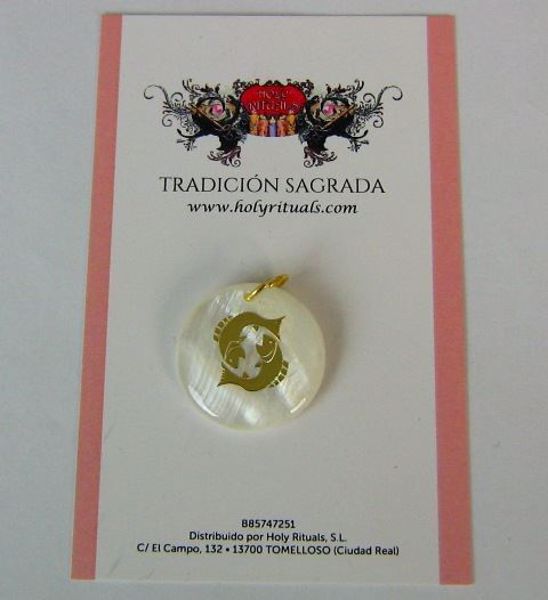 HOLY
RITUALS
TRADICIÓN SAGRADA
www.holyrituals.com
B85747251
Distribuido por Holy Rituals, S.L.
C/ El Campo, 132 • 13700 TOMELLOSO (Ciudad Real)